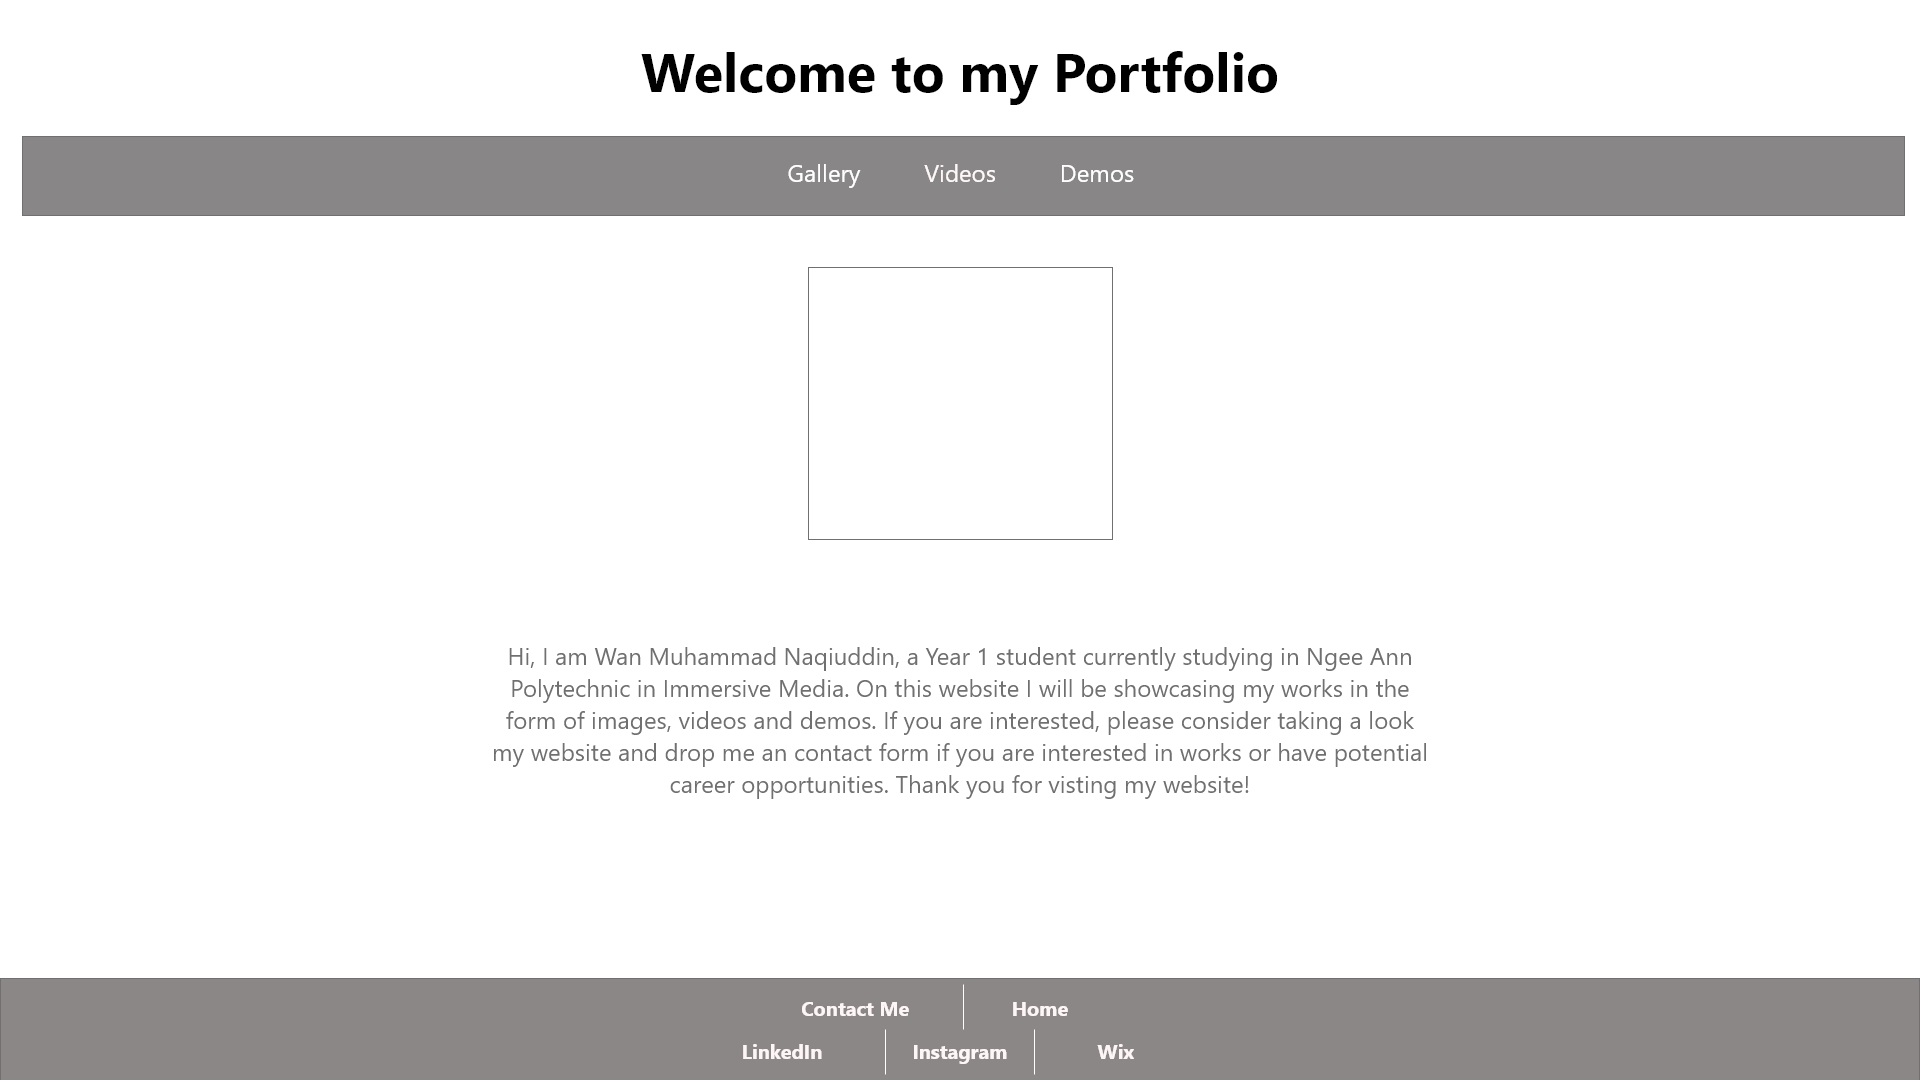 Welcome to my Portfolio
Gallery Videos Demos
Hi, I am Wan Muhammad Naqiuddin, a Year 1 student currently studying in Ngee Ann
Polytechnic in Immersive Media. On this website I will be showcasing my works in the
form of images, videos and demos. If you are interested, please consider taking a look
my website and drop me an contact form if you are interested in works or have potential
career opportunities. Thank you for visting my website!
Contact Me Home
LinkedIn Instagram Wix